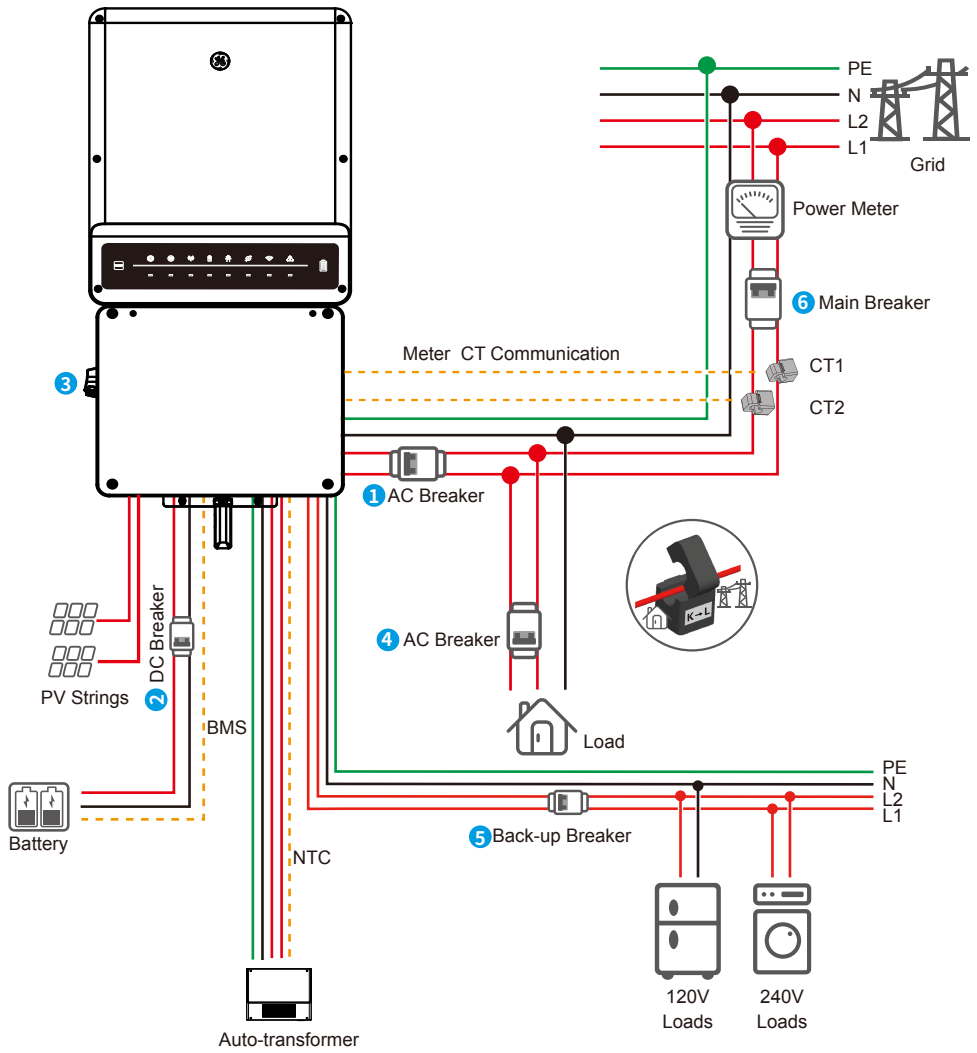 PE
N
L2
L1
Grid
Power Meter
6 Main Breaker
Meter CT Communication
CT1
3
CT2
1 AC Breaker
K→L
4 AC Breaker
2 DC Breaker
PV Strings
BMS
Load
PE
N
L2
L1
5 Back-up Breaker
Battery
NTC
120V
Loads
240V
Loads
Auto-transformer